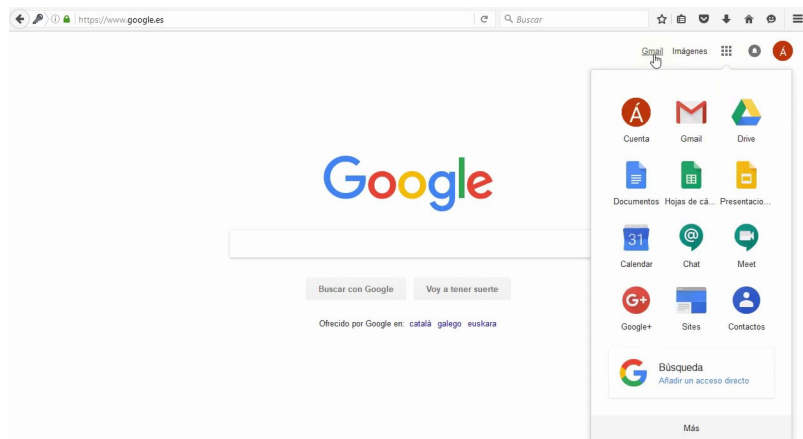 https://www.google.es
Buscar
Gmail Imágenes Á
Á
Cuenta Gmail Drive
Google
Documentos Hojas de cá... Presentacio...
31
Calendar Chat Meet
Buscar con Google Voy a tener suerte
G+
Google+ Sites Contactos
Ofrecido por Google en: català galego euskara
G Búsqueda
Añadir un acceso directo
Más